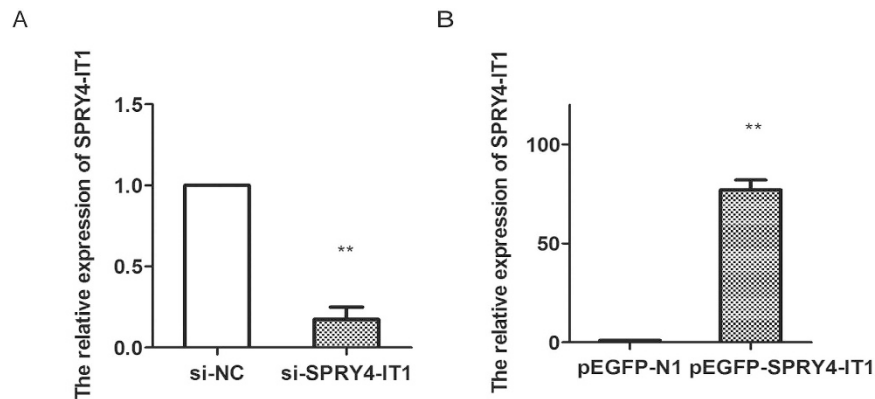 A
The relative expression of SPRY4-IT1
1.5
1.0
0.5
0.0
**
si-NC si-SPRY4-IT1
B
The relative expression of SPRY4-IT1
100
50
0
**
pEGFP-N1 pEGFP-SPRY4-IT1